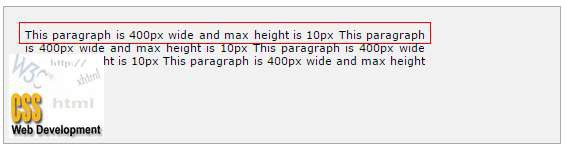 This paragraph is 400px wide and max height is 10px This paragraph
is 400px wide and max height is 10px This paragraph is 400px wide
ht is 10px This paragraph is 400px wide and max height
W3C
http://
xhtml
html
CSS
Web Development